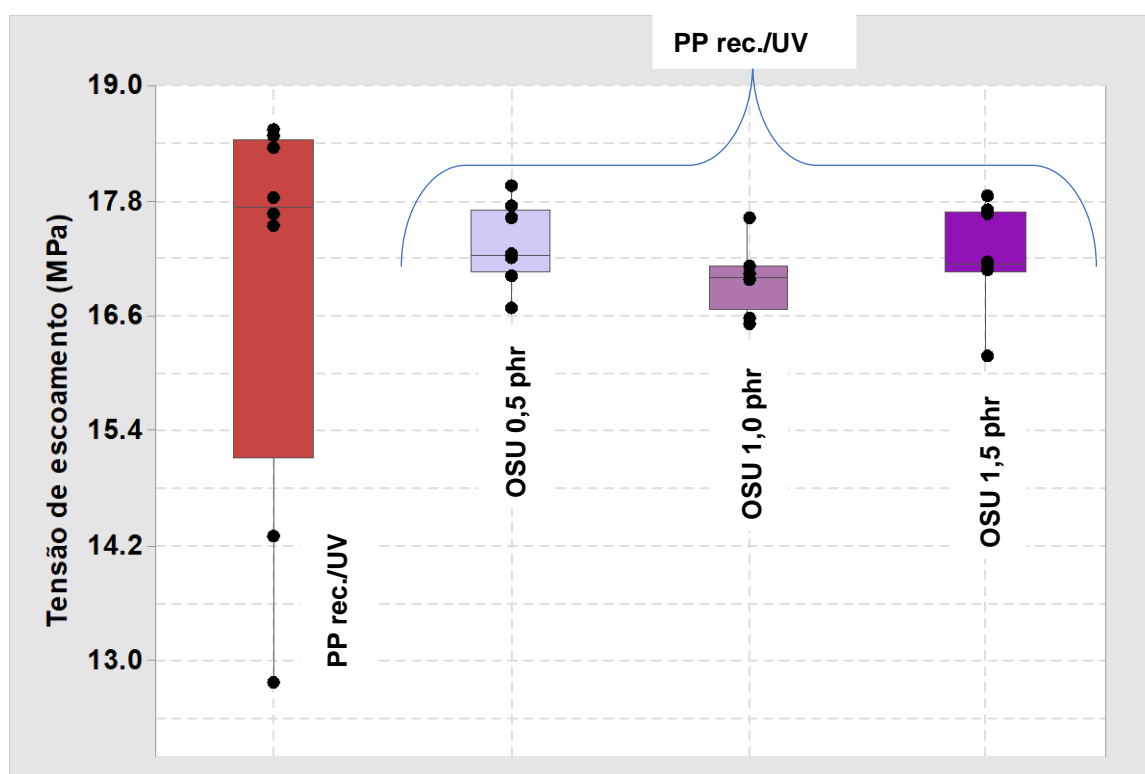 PP rec./UV
Tensão de escoamento (MPa)
19.0
17.8
16.6
15.4
14.2
13.0
PP rec./UV
OSU 0,5 phr
OSU 1,0 phr
OSU 1,5 phr